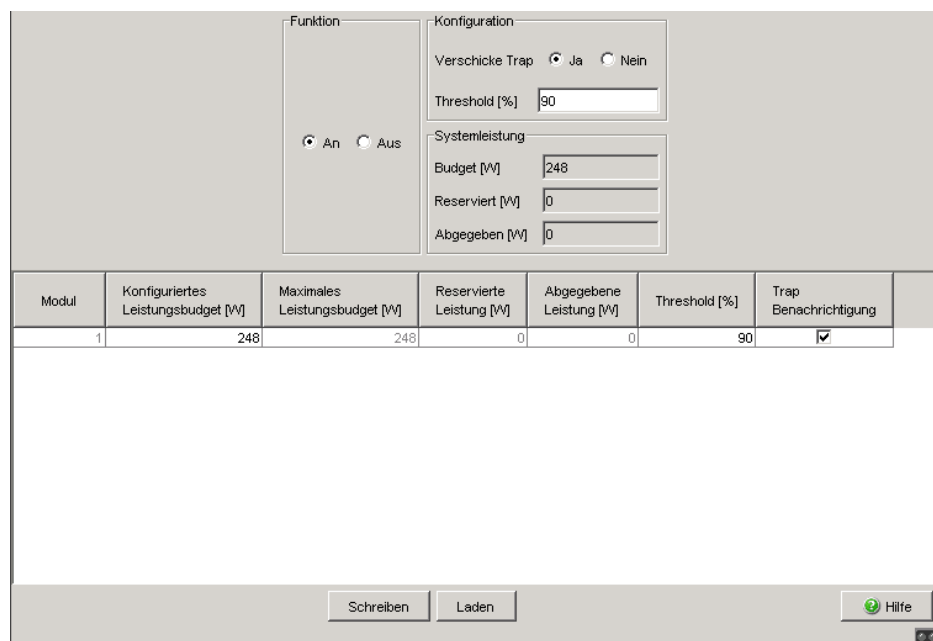 Funktion
An Aus
Konfiguration
Verschicke Trap Ja Nein
Threshold [%] 90
Systemleistung
Budget [W] 248
Reserviert [W] 0
Abgegeben [W] 0
Modul
Konfiguriertes
Leistungsbudget [W]
Maximales
Leistungsbudget [W]
Reservierte
Leistung [W]
Abgegebene
Leistung [W]
Threshold [%]
Trap
Benachrichtigung
1 248 248 0 0 90
Schreiben Laden Hilfe